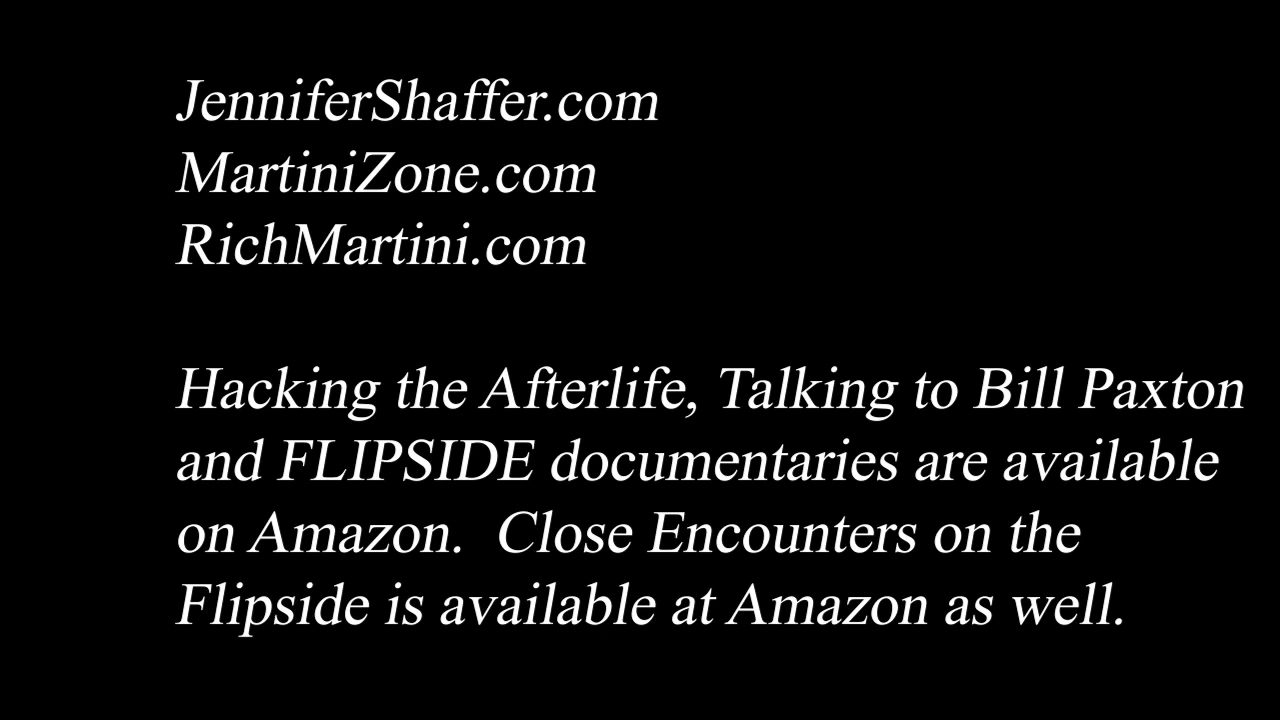 JenniferShaffer.com
MartiniZone.com
RichMartini.com
Hacking the Afterlife, Talking to Bill Paxton
and FLIPSIDE documentaries are available
on Amazon.  Close Encounters on the
Flipside is available at Amazon as well.